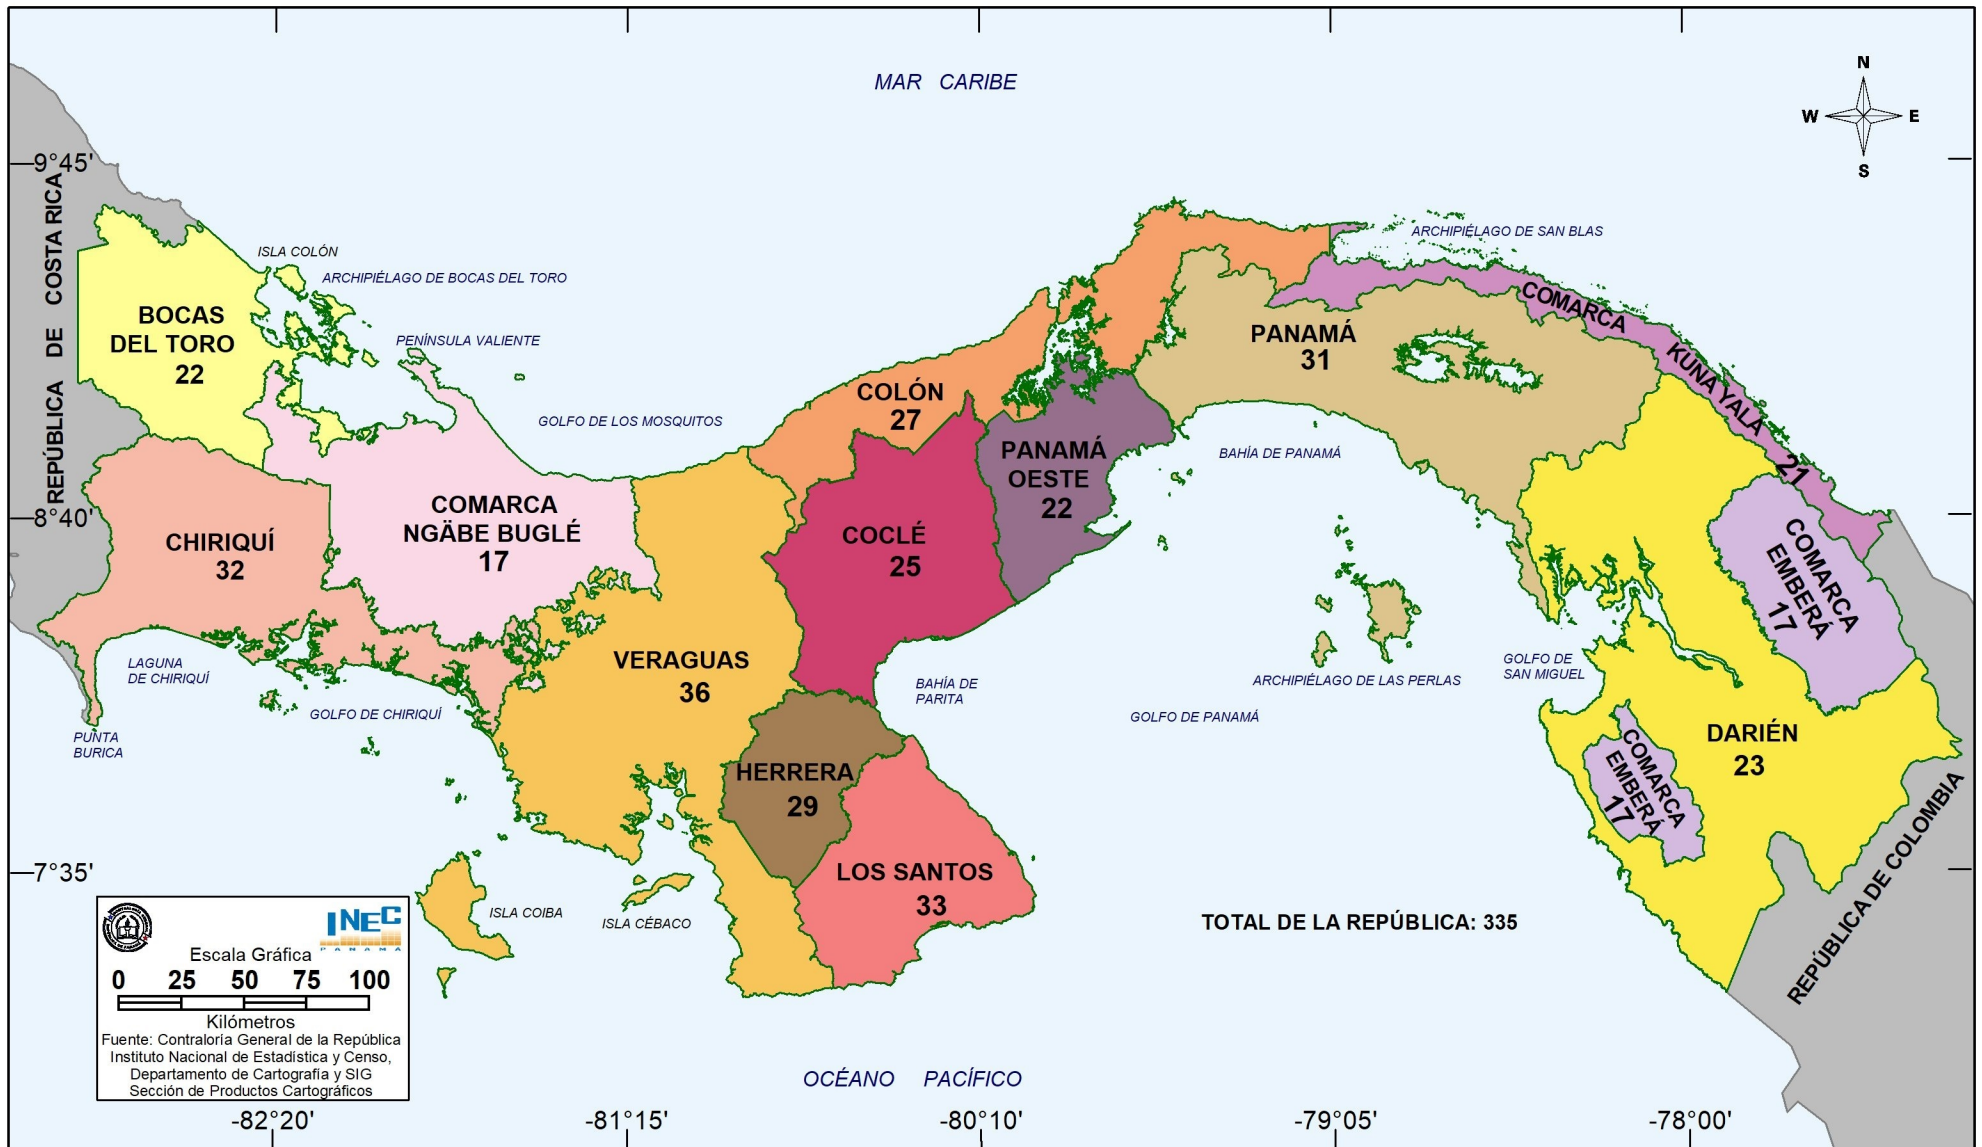 MAR CARIBE
N
W E
S
9°45'
8°40'
7°35'
REPÚBLICA DE COSTA RICA
ISLA COLÓN
ARCHIPIÉLAGO DE BOCAS DEL TORO
BOCAS
DEL TORO
22
PENÍNSULA VALIENTE
GOLFO DE LOS MOSQUITOS
CHIRIQUÍ
32
COMARCA
NGÄBE BUGLÉ
17
LAGUNA
DE CHIRIQUÍ
PUNTA
BURICA
GOLFO DE CHIRIQUÍ
VERAGUAS
36
ISLA COIBA
ISLA CÉBACO
COLÓN
27
COCLÉ
25
PANAMÁ
OESTE
22
HERRERA
29
LOS SANTOS
33
BAHÍA DE
PARITA
PANAMÁ
31
BAHÍA DE PANAMÁ
ARCHIPIÉLAGO DE SAN BLAS
COMARCA
KUNA YALA
21
ARCHIPIÉLAGO DE LAS PERLAS
GOLFO DE PANAMÁ
GOLFO DE
SAN MIGUEL
COMARCA
EMBERÁ
17
COMARCA
EMBERÁ
17
DARIÉN
23
REPÚBLICA DE COLOMBIA
TOTAL DE LA REPÚBLICA: 335
OCÉANO PACÍFICO
INEC
PANAMÁ
Escala Gráfica
0 25 50 75 100
Kilómetros
Fuente: Contraloría General de la República
Instituto Nacional de Estadística y Censo,
Departamento de Cartografía y SIG
Sección de Productos Cartográficos
-82°20' -81°15' -80°10' -79°05' -78°00'